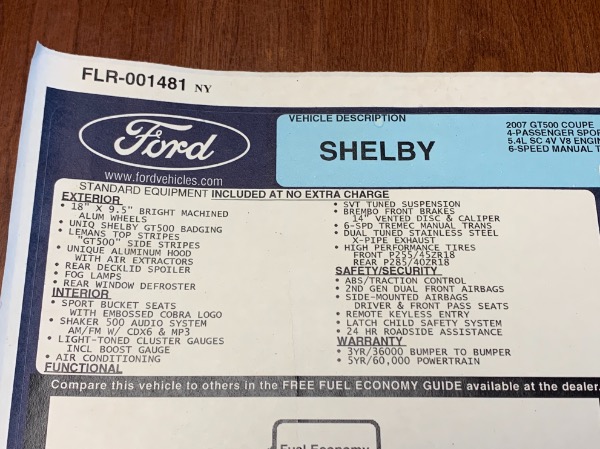 FLR-001481 NY
Ford
www.fordvehicles.com
VEHICLE DESCRIPTION
SHELBY
2007 GT500 COUPE
4-PASSENGER SPOR
5.4L SC 4V V8 ENGIN
6-SPEED MANUAL T
STANDARD EQUIPMENT INCLUDED AT NO EXTRA CHARGE
EXTERIOR
• 18" X 9.5" BRIGHT MACHINED
ALUM WHEELS
• UNIQ SHELBY GT500 BADGING
• LEMANS TOP STRIPES
"GT500" SIDE STRIPES
• UNIQUE ALUMINUM HOOD
WITH AIR EXTRACTORS
• REAR DECKLID SPOILER
• FOG LAMPS
• REAR WINDOW DEFROSTER
INTERIOR
• SPORT BUCKET SEATS
WITH EMBOSSED COBRA LOGO
• SHAKER 500 AUDIO SYSTEM
AM/FM W/ CDX6 & MP3
• LIGHT-TONED CLUSTER GAUGES
INCL BOOST GAUGE
• AIR CONDITIONING
FUNCTIONAL
• SVT TUNED SUSPENSION
• BREMBO FRONT BRAKES
14" VENTED DISC & CALIPER
• 6-SPD TREMEC MANUAL TRANS
• DUAL TUNED STAINLESS STEEL
X-PIPE EXHAUST
• HIGH PERFORMANCE TIRES
FRONT P255/45ZR18
REAR P285/40ZR18
SAFETY/SECURITY
• ABS/TRACTION CONTROL
• 2ND GEN DUAL FRONT AIRBAGS
• SIDE-MOUNTED AIRBAGS
DRIVER & FRONT PASS SEATS
• REMOTE KEYLESS ENTRY
• LATCH CHILD SAFETY SYSTEM
• 24 HR ROADSIDE ASSISTANCE
WARRANTY
• 3YR/36000 BUMPER TO BUMPER
• 5YR/60,000 POWERTRAIN
Compare this vehicle to others in the FREE FUEL ECONOMY GUIDE available at the dealer.
Fuel Economy